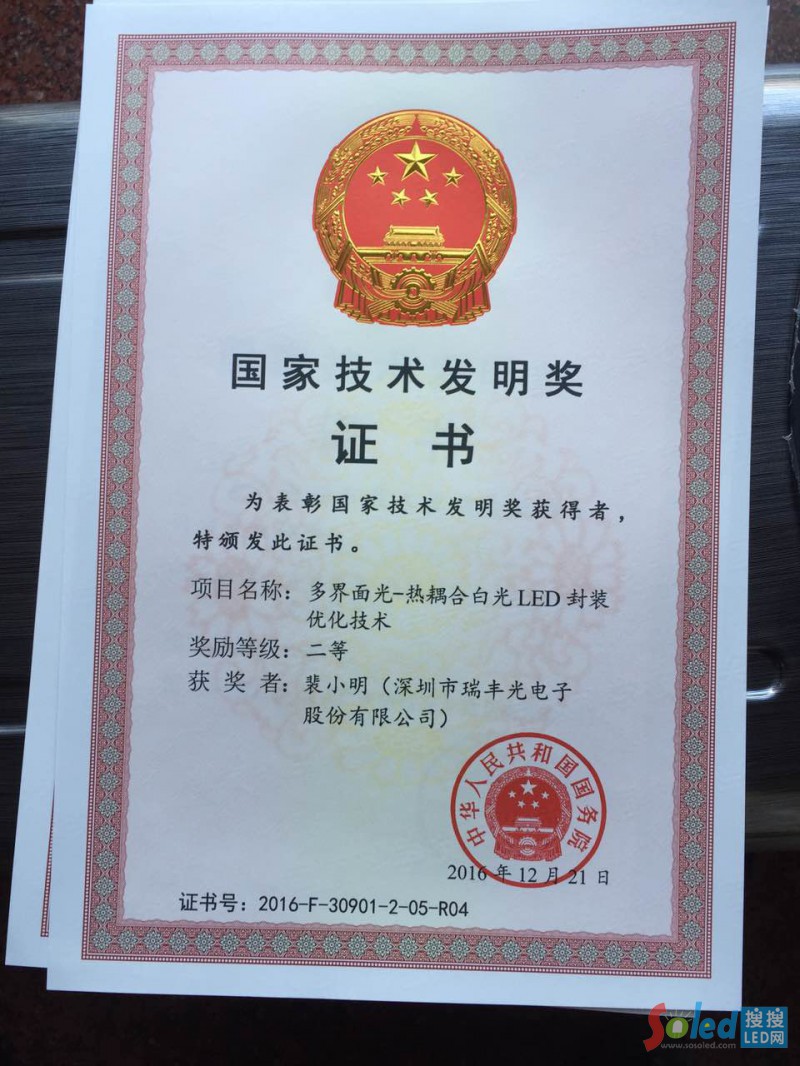 国家技术发明奖
证书
为表彰国家技术发明奖获得者，
特颁发此证书。
项目名称：多界面光-热耦合白光LED封装
优化技术
奖励等级：二等
获奖者：裴小明（深圳市瑞丰光电子
股份有限公司）
中华人民共和国国务院
2016年12月21日
证书号：2016-F-30901-2-05-R04
Soled 搜搜
LED网
www.sosoled.com